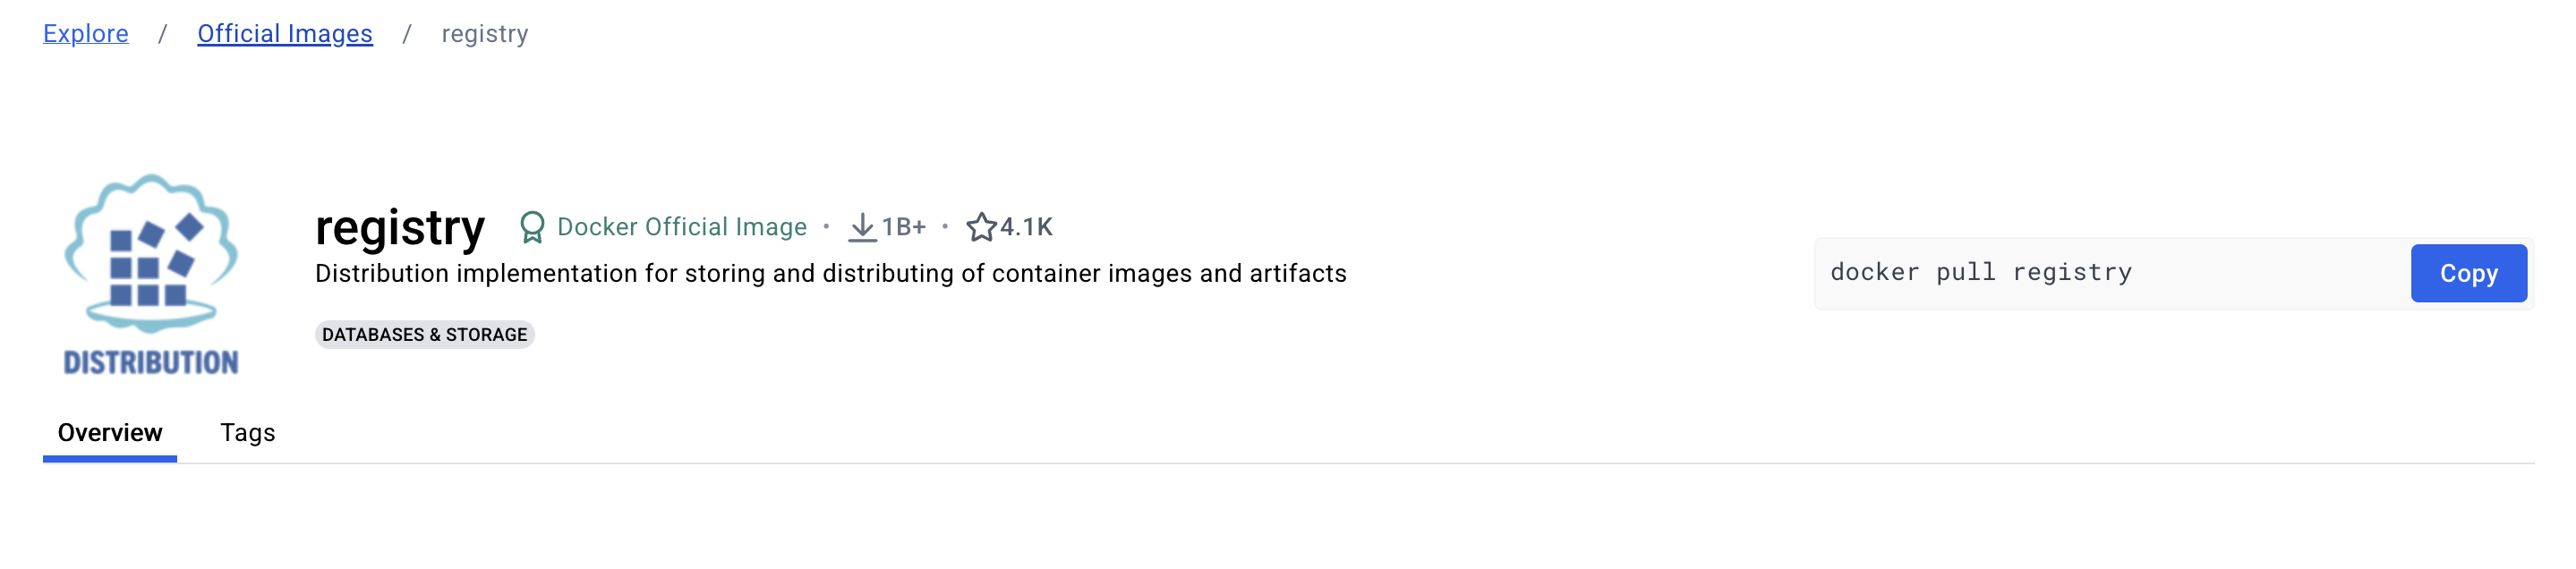 Explore / Official Images / registry
registry Docker Official Image • 1B+ • 4.1K
Distribution implementation for storing and distributing of container images and artifacts
docker pull registry Copy
DATABASES & STORAGE
DISTRIBUTION
Overview Tags